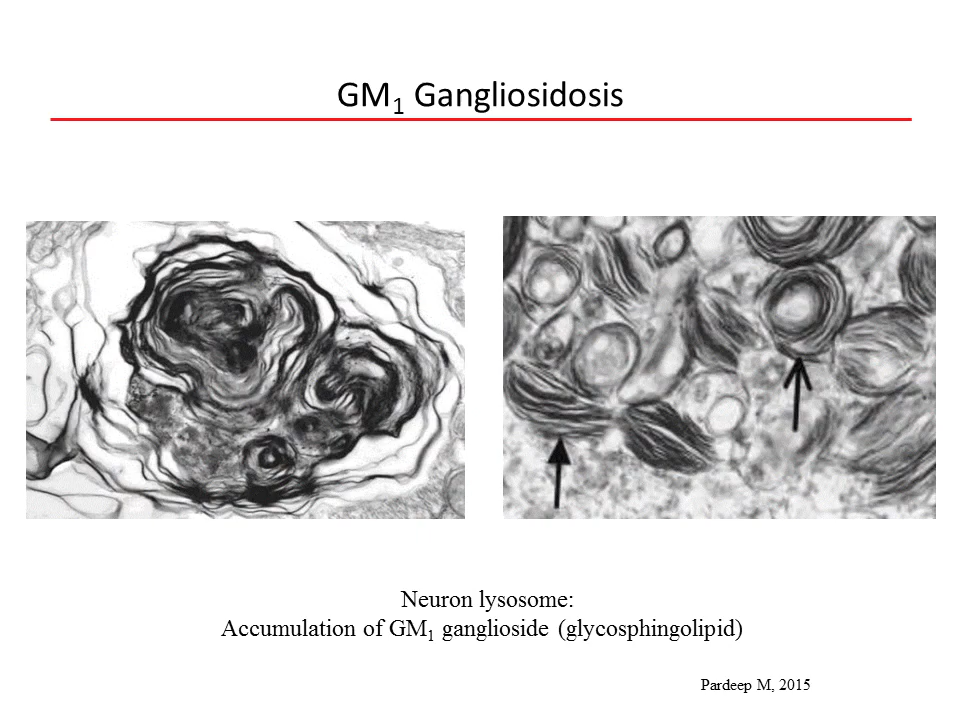 GM₁ Gangliosidosis
Neuron lysosome:
Accumulation of GM₁ ganglioside (glycosphingolipid)
Pardeep M, 2015